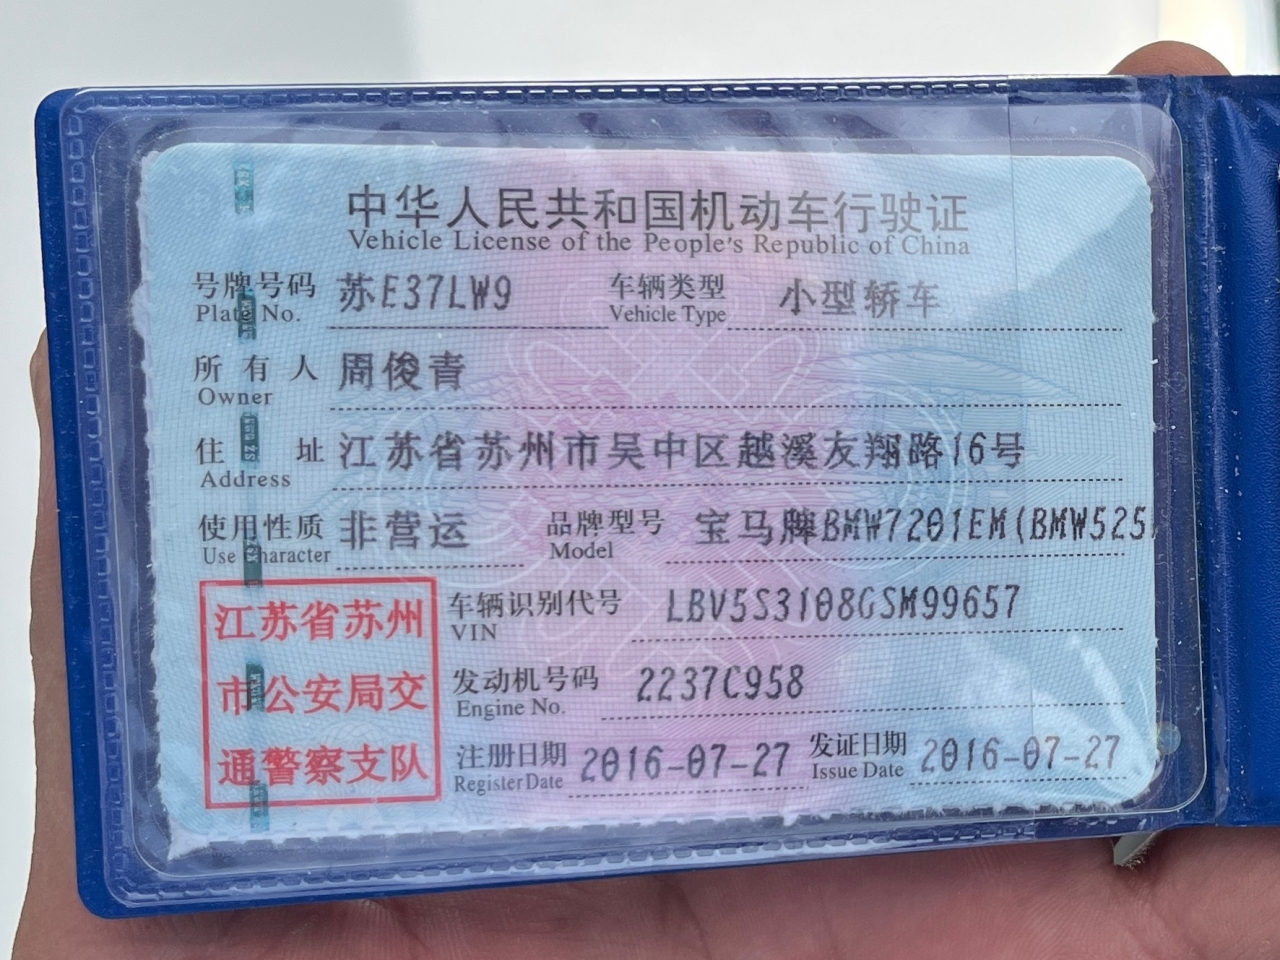 中华人民共和国机动车行驶证
Vehicle License of the People's Republic of China
号牌号码 苏E37LW9 车辆类型 小型轿车
Plate No. Vehicle Type
所有人 周俊青
Owner
住址 江苏省苏州市吴中区越溪友翔路16号
Address
使用性质 非营运 品牌型号 宝马牌BMW7201EM(BMW525
Use Character Model
江苏省苏州
市公安局交
通警察支队
车辆识别代号 LBV5S3108GSM99657
VIN
发动机号码 2237C958
Engine No.
注册日期 2016-07-27 发证日期 2016-07-27
Register Date Issue Date